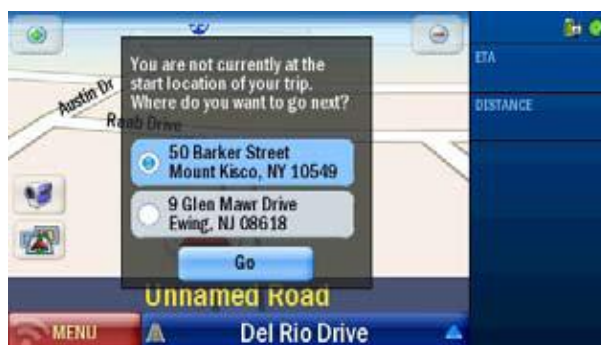 You are not currently at the
start location of your trip.
Where do you want to go next?
ETA
Austin Dr
DISTANCE
Raab Drive
50 Barker Street
Mount Kisco, NY 10549
9 Glen Mawr Drive
Ewing, NJ 08618
Go
Unnamed Road
MENU
Del Rio Drive